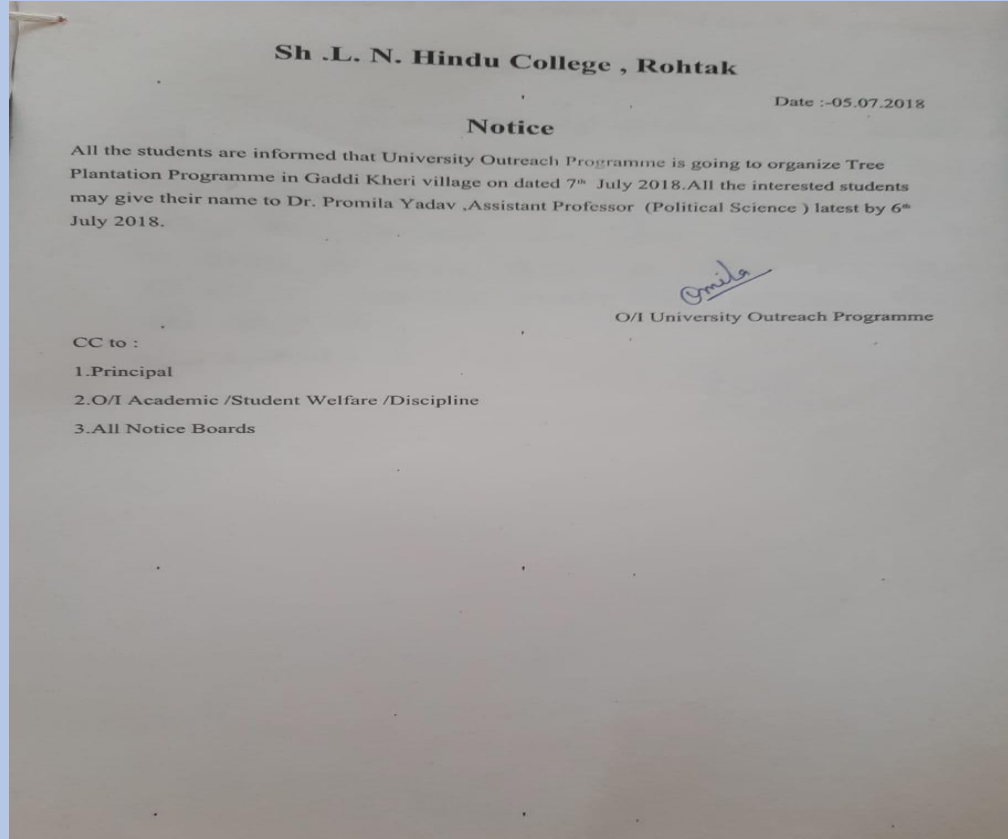 Sh .L. N. Hindu College , Rohtak
Date :-05.07.2018
Notice
All the students are informed that University Outreach Programme is going to organize Tree
Plantation Programme in Gaddi Kheri village on dated 7th July 2018.All the interested students
may give their name to Dr. Promila Yadav ,Assistant Professor (Political Science ) latest by 6th
July 2018.
O/I University Outreach Programme
CC to :
1.Principal
2.O/I Academic /Student Welfare /Discipline
3.All Notice Boards